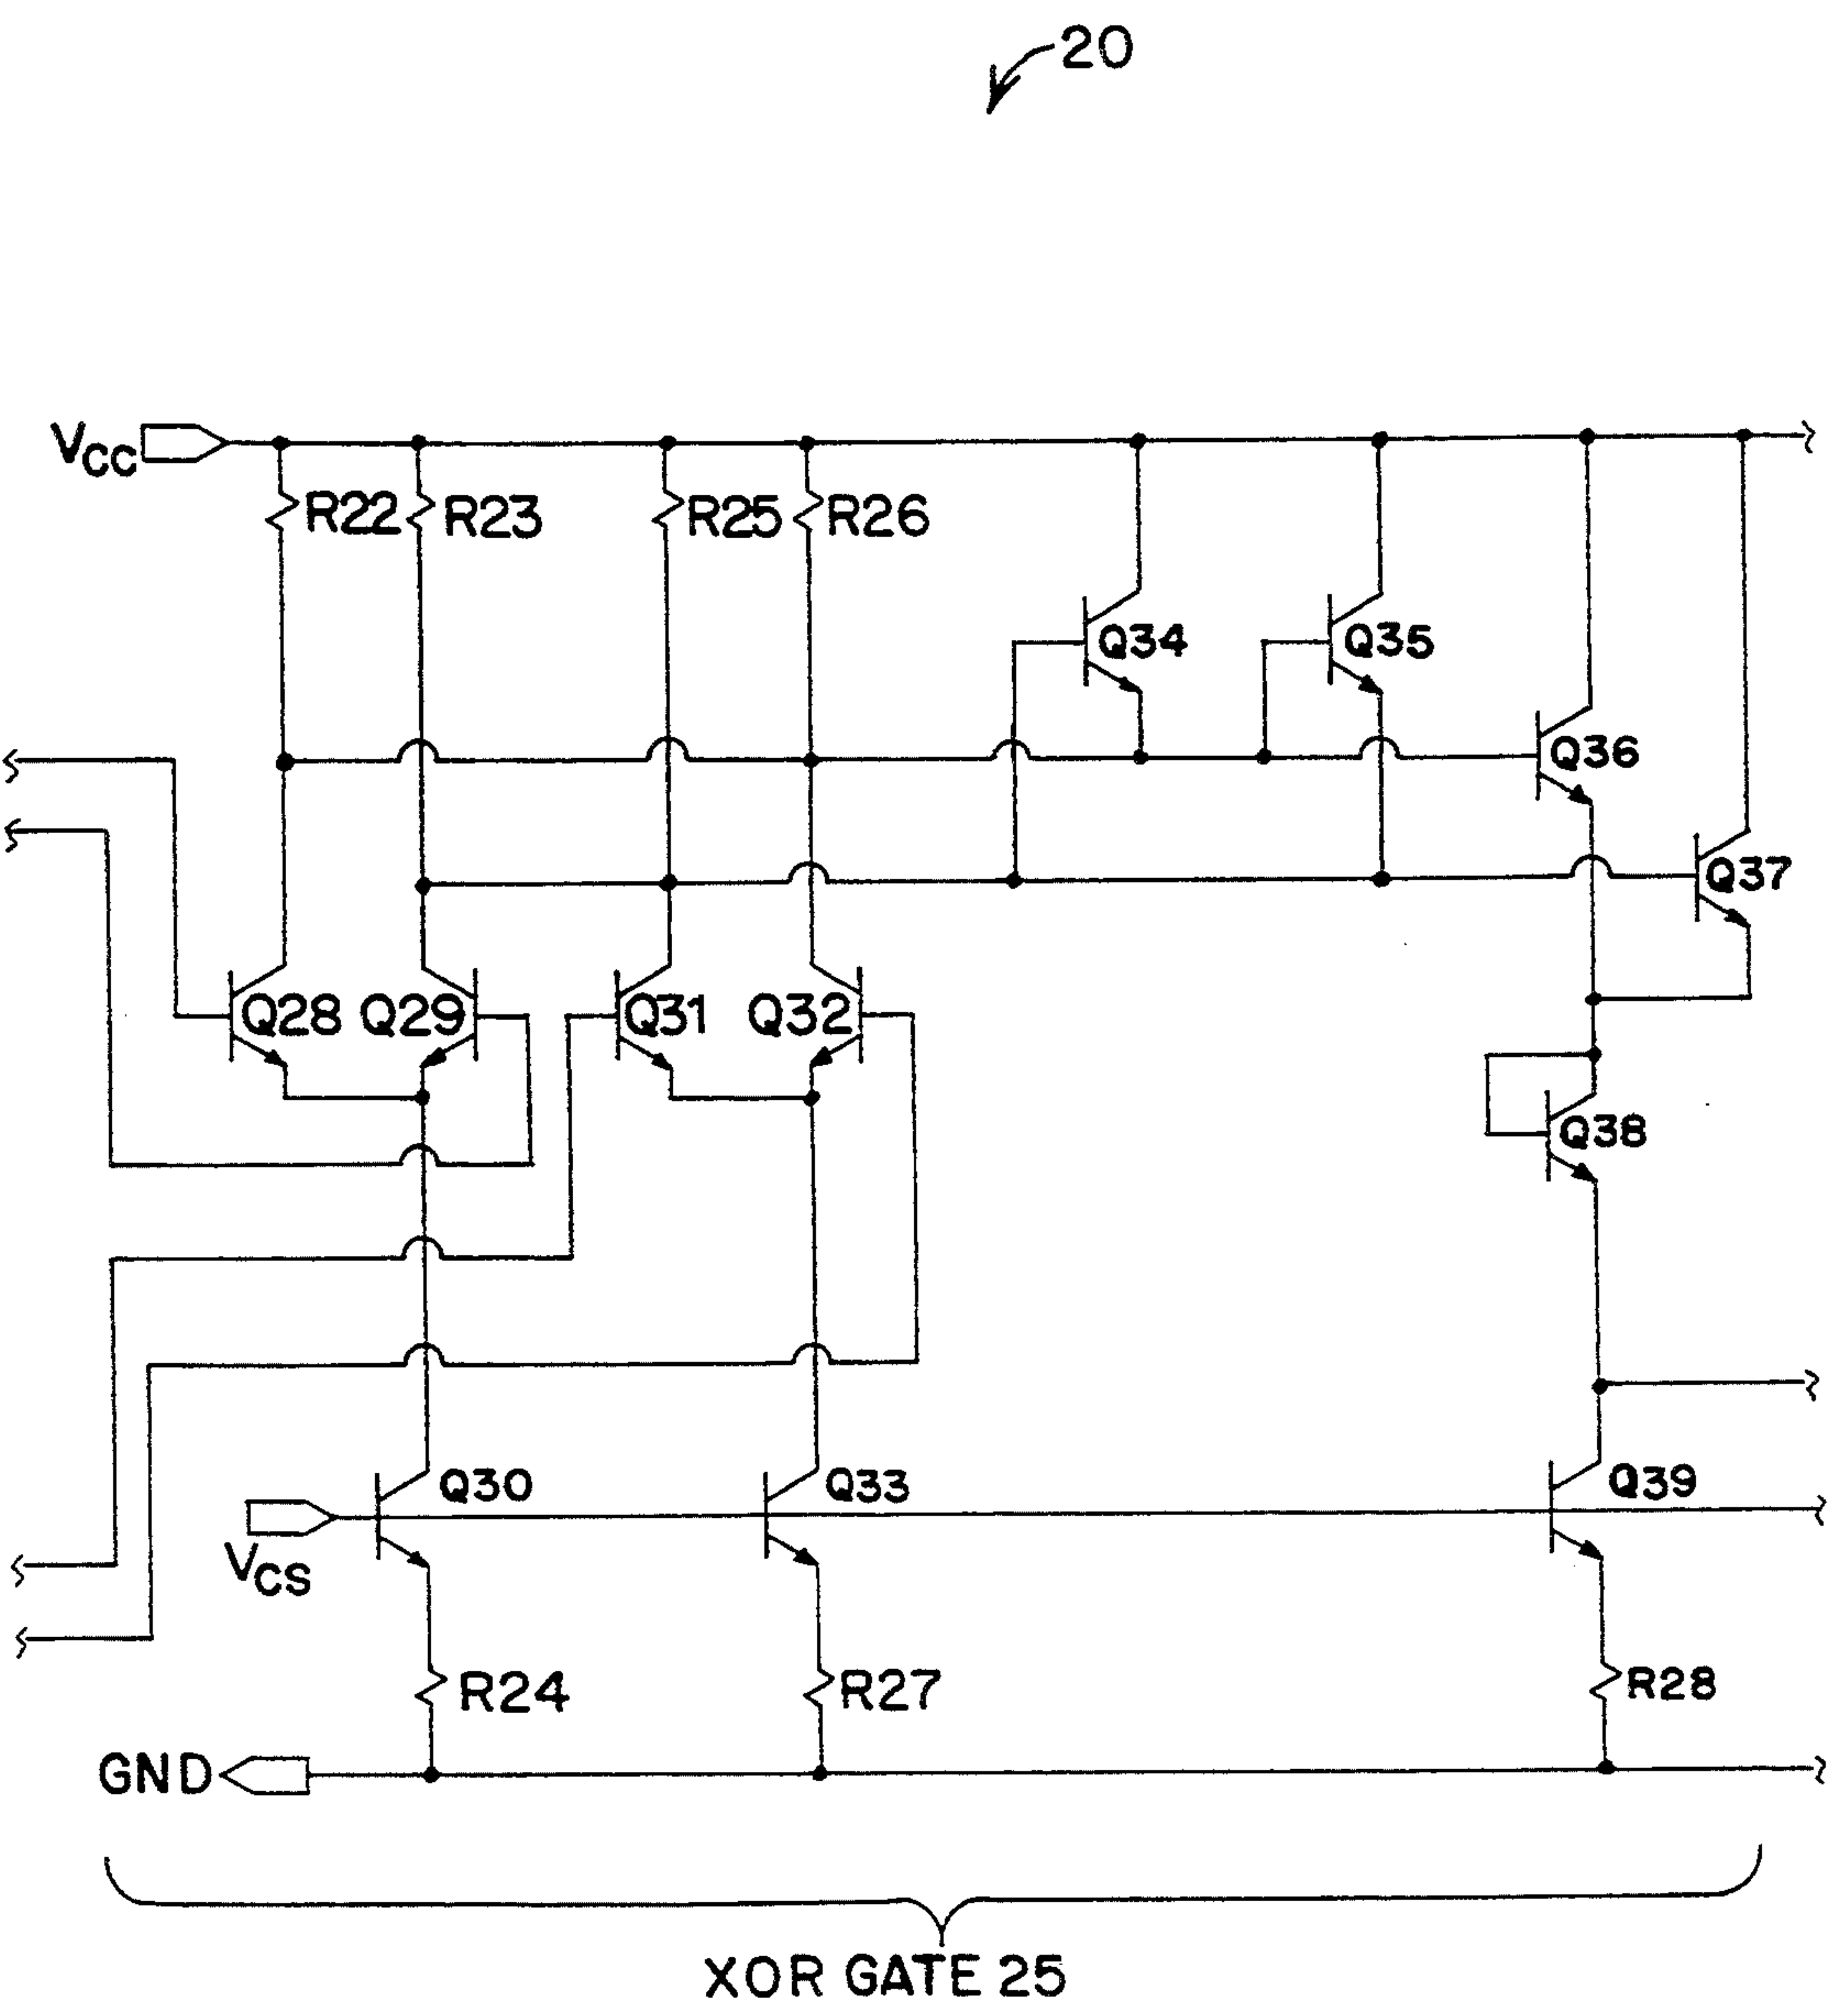 20
VCC
R22
R23
R25
R26
Q34
Q35
Q36
Q37
Q28
Q29
Q31
Q32
Q38
Q30
Q33
Q39
VCS
R24
R27
R28
GND
XOR GATE 25